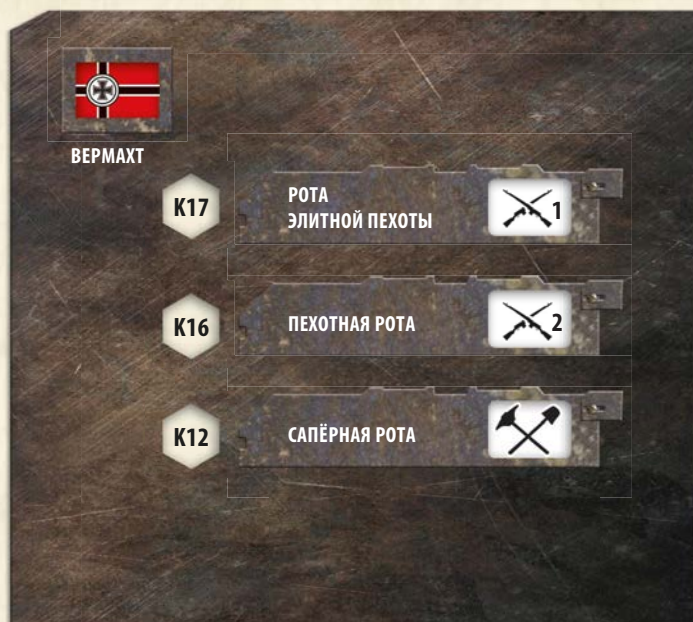 ВЕРМАХТ
К17
РОТА
ЭЛИТНОЙ ПЕХОТЫ
1
К16
ПЕХОТНАЯ РОТА
2
К12
САПЁРНАЯ РОТА